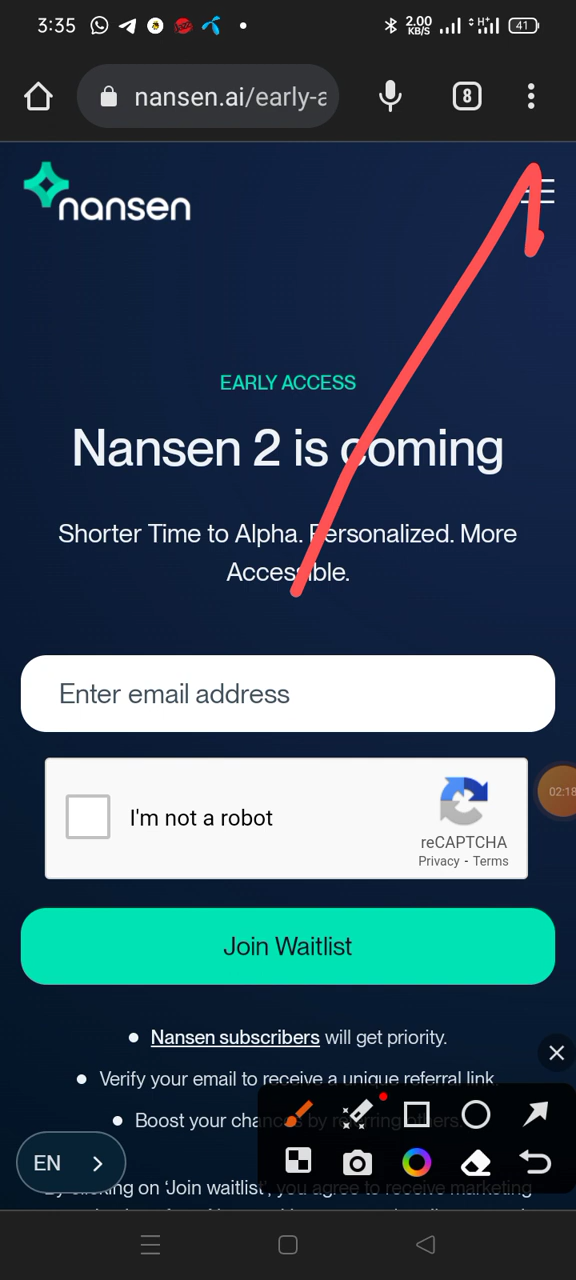 3:35
2.00
KB/S
H+
41
nansen.ai/early-a
8
nansen
EARLY ACCESS
Nansen 2 is coming
Shorter Time to Alpha. Personalized. More
Accessible.
Enter email address
I'm not a robot
reCAPTCHA
Privacy - Terms
02:18
Join Waitlist
Nansen subscribers will get priority.
Verify your email to receive a unique referral link.
Boost your chances by referring others.
EN
By clicking on 'Join waitlist', you agree to receive marketing